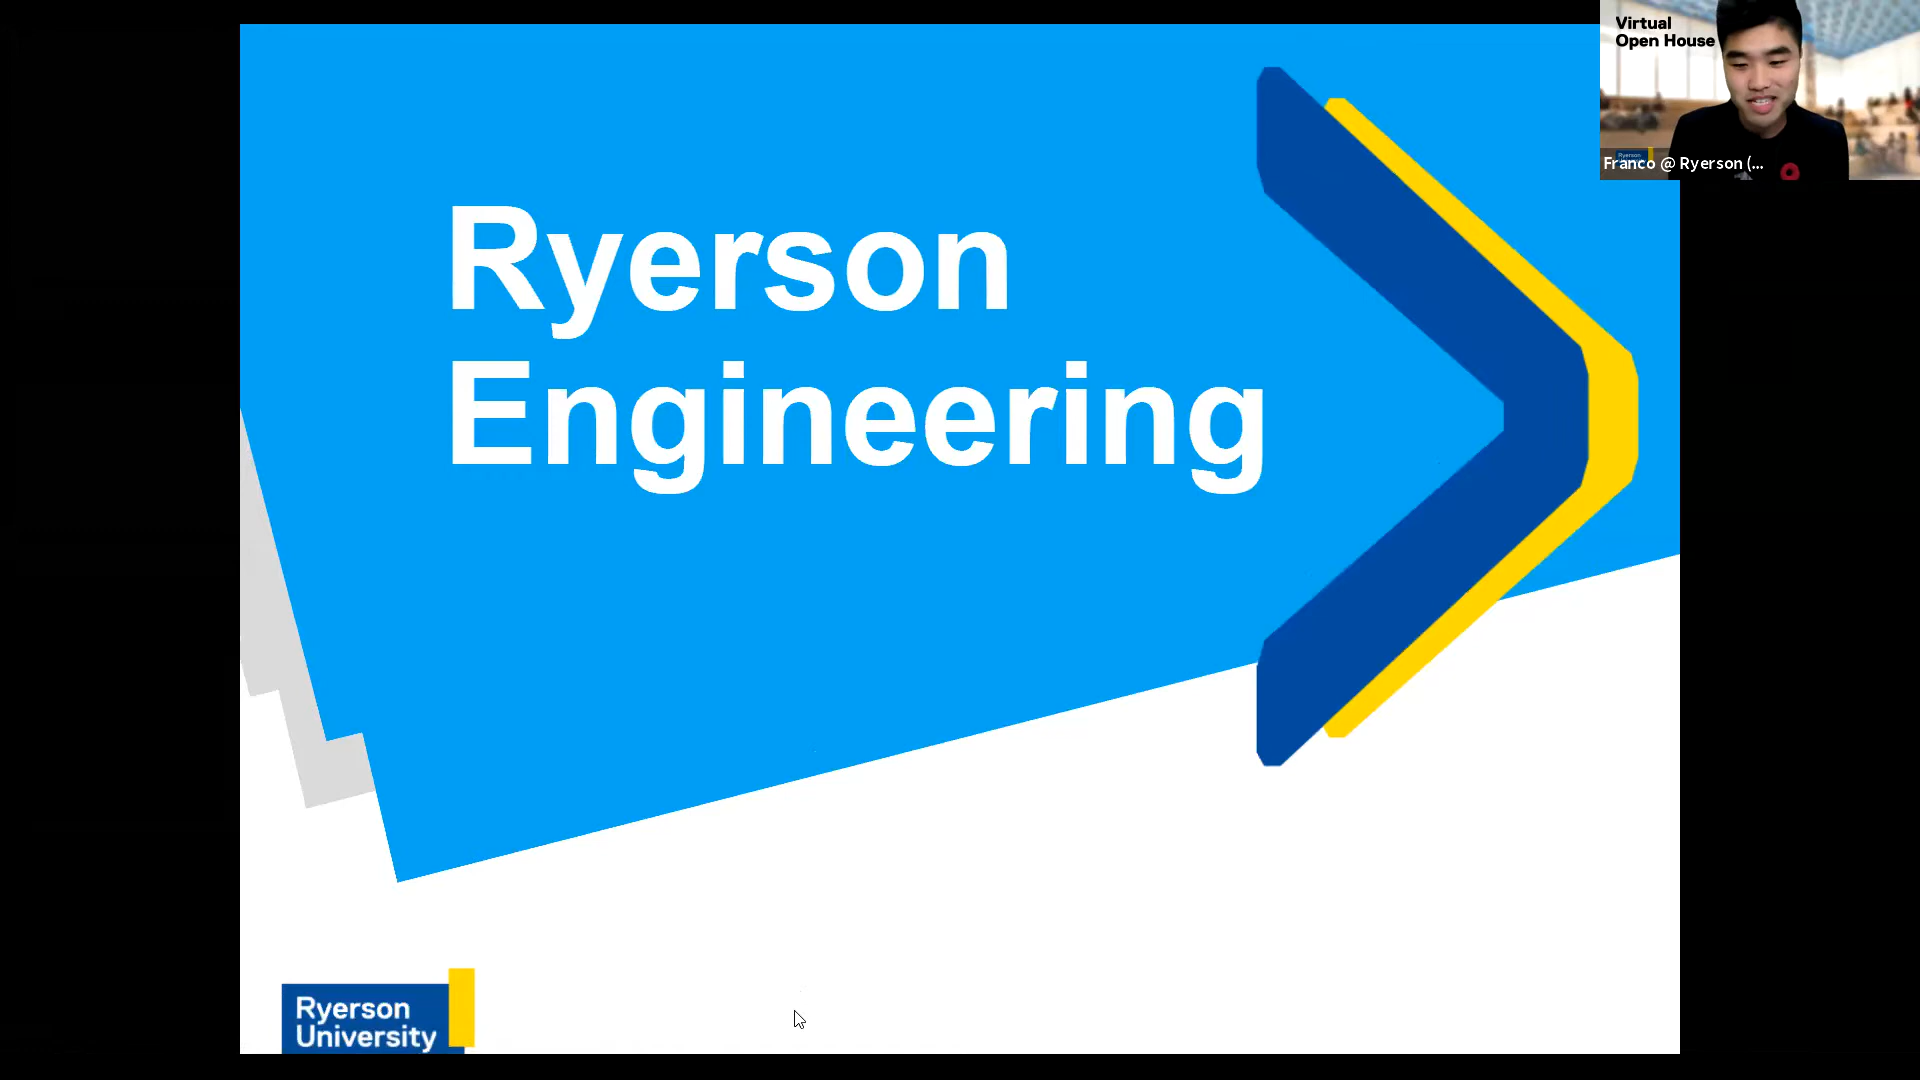 Virtual
Open House
Franco @ Ryerson (...
Ryerson
Engineering
Ryerson
University